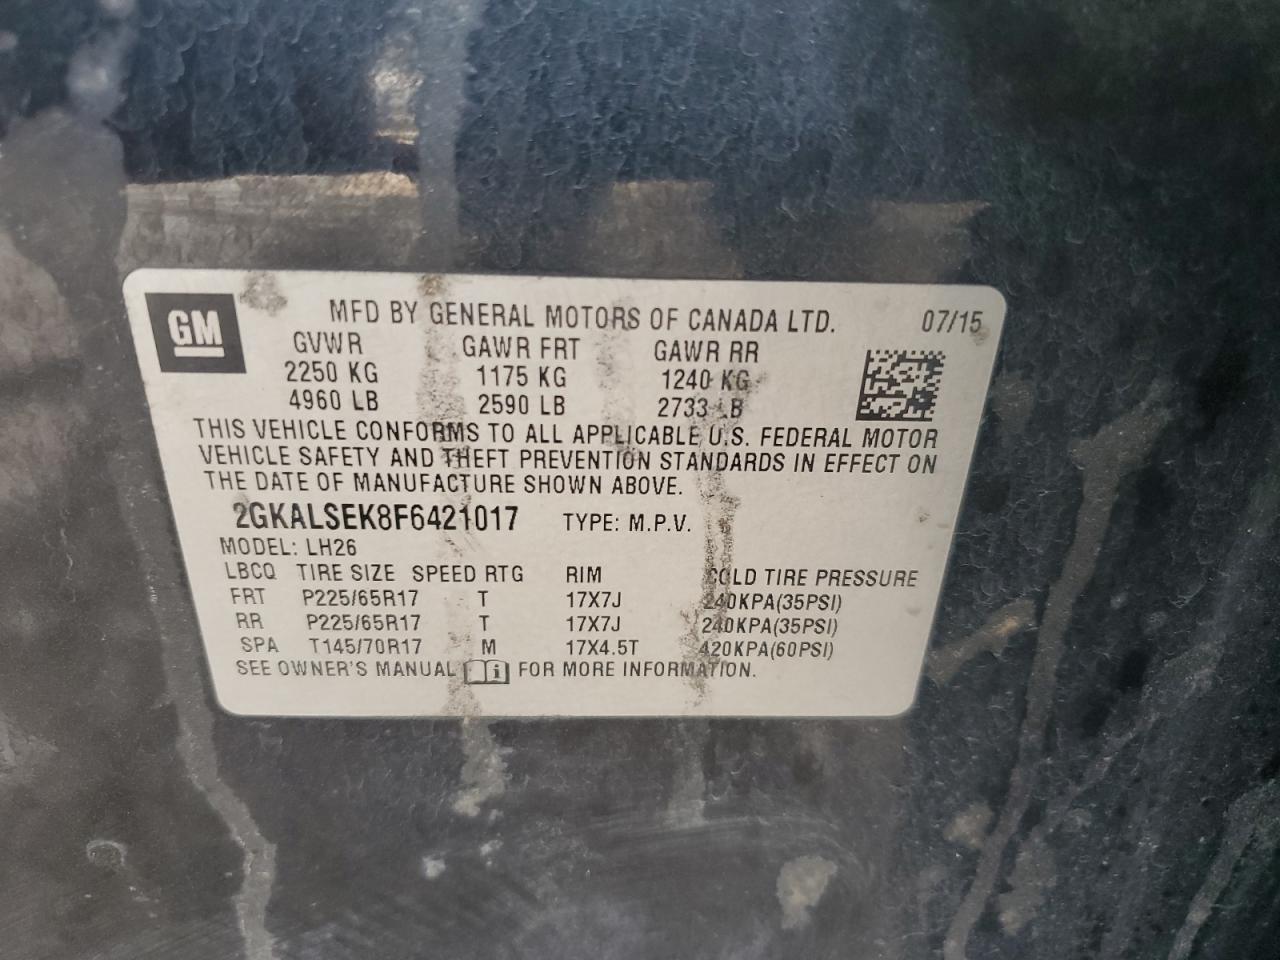 GM
MFD BY GENERAL MOTORS OF CANADA LTD. 07/15
GVWR GAWR FRT GAWR RR
2250 KG 1175 KG 1240 KG
4960 LB 2590 LB 2733 LB
THIS VEHICLE CONFORMS TO ALL APPLICABLE U.S. FEDERAL MOTOR
VEHICLE SAFETY AND THEFT PREVENTION STANDARDS IN EFFECT ON
THE DATE OF MANUFACTURE SHOWN ABOVE.
2GKALSEK8F6421017 TYPE: M.P.V.
MODEL: LH26
LBCQ TIRE SIZE SPEED RTG RIM COLD TIRE PRESSURE
FRT P225/65R17 T 17X7J 240KPA(35PSI)
RR P225/65R17 T 17X7J 240KPA(35PSI)
SPA T145/70R17 M 17X4.5T 420KPA(60PSI)
SEE OWNER'S MANUAL i FOR MORE INFORMATION.